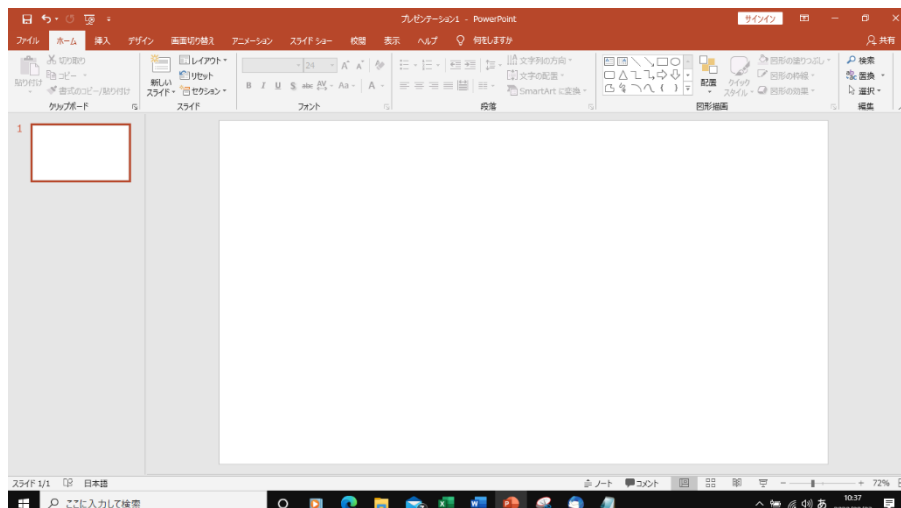 プレゼンテーション1 - PowerPoint
サインイン
ファイル ホーム 挿入 デザイン 画面切り替え アニメーション スライド ショー 校閲 表示 ヘルプ 何をしますか 共有
貼り付け
切り取り
コピー
書式のコピー/貼り付け
クリップボード
新しい
スライド
レイアウト
リセット
セクション
スライド
24
B I U S abc AV Aa A
フォント
文字列の方向
文字の配置
SmartArt に変換
段落
配置
クイック
スタイル
図形の塗りつぶし
図形の枠線
図形の効果
図形描画
検索
置換
選択
編集
1
スライド 1/1 日本語 ノート コメント 72%
ここに入力して検索
あ 10:37